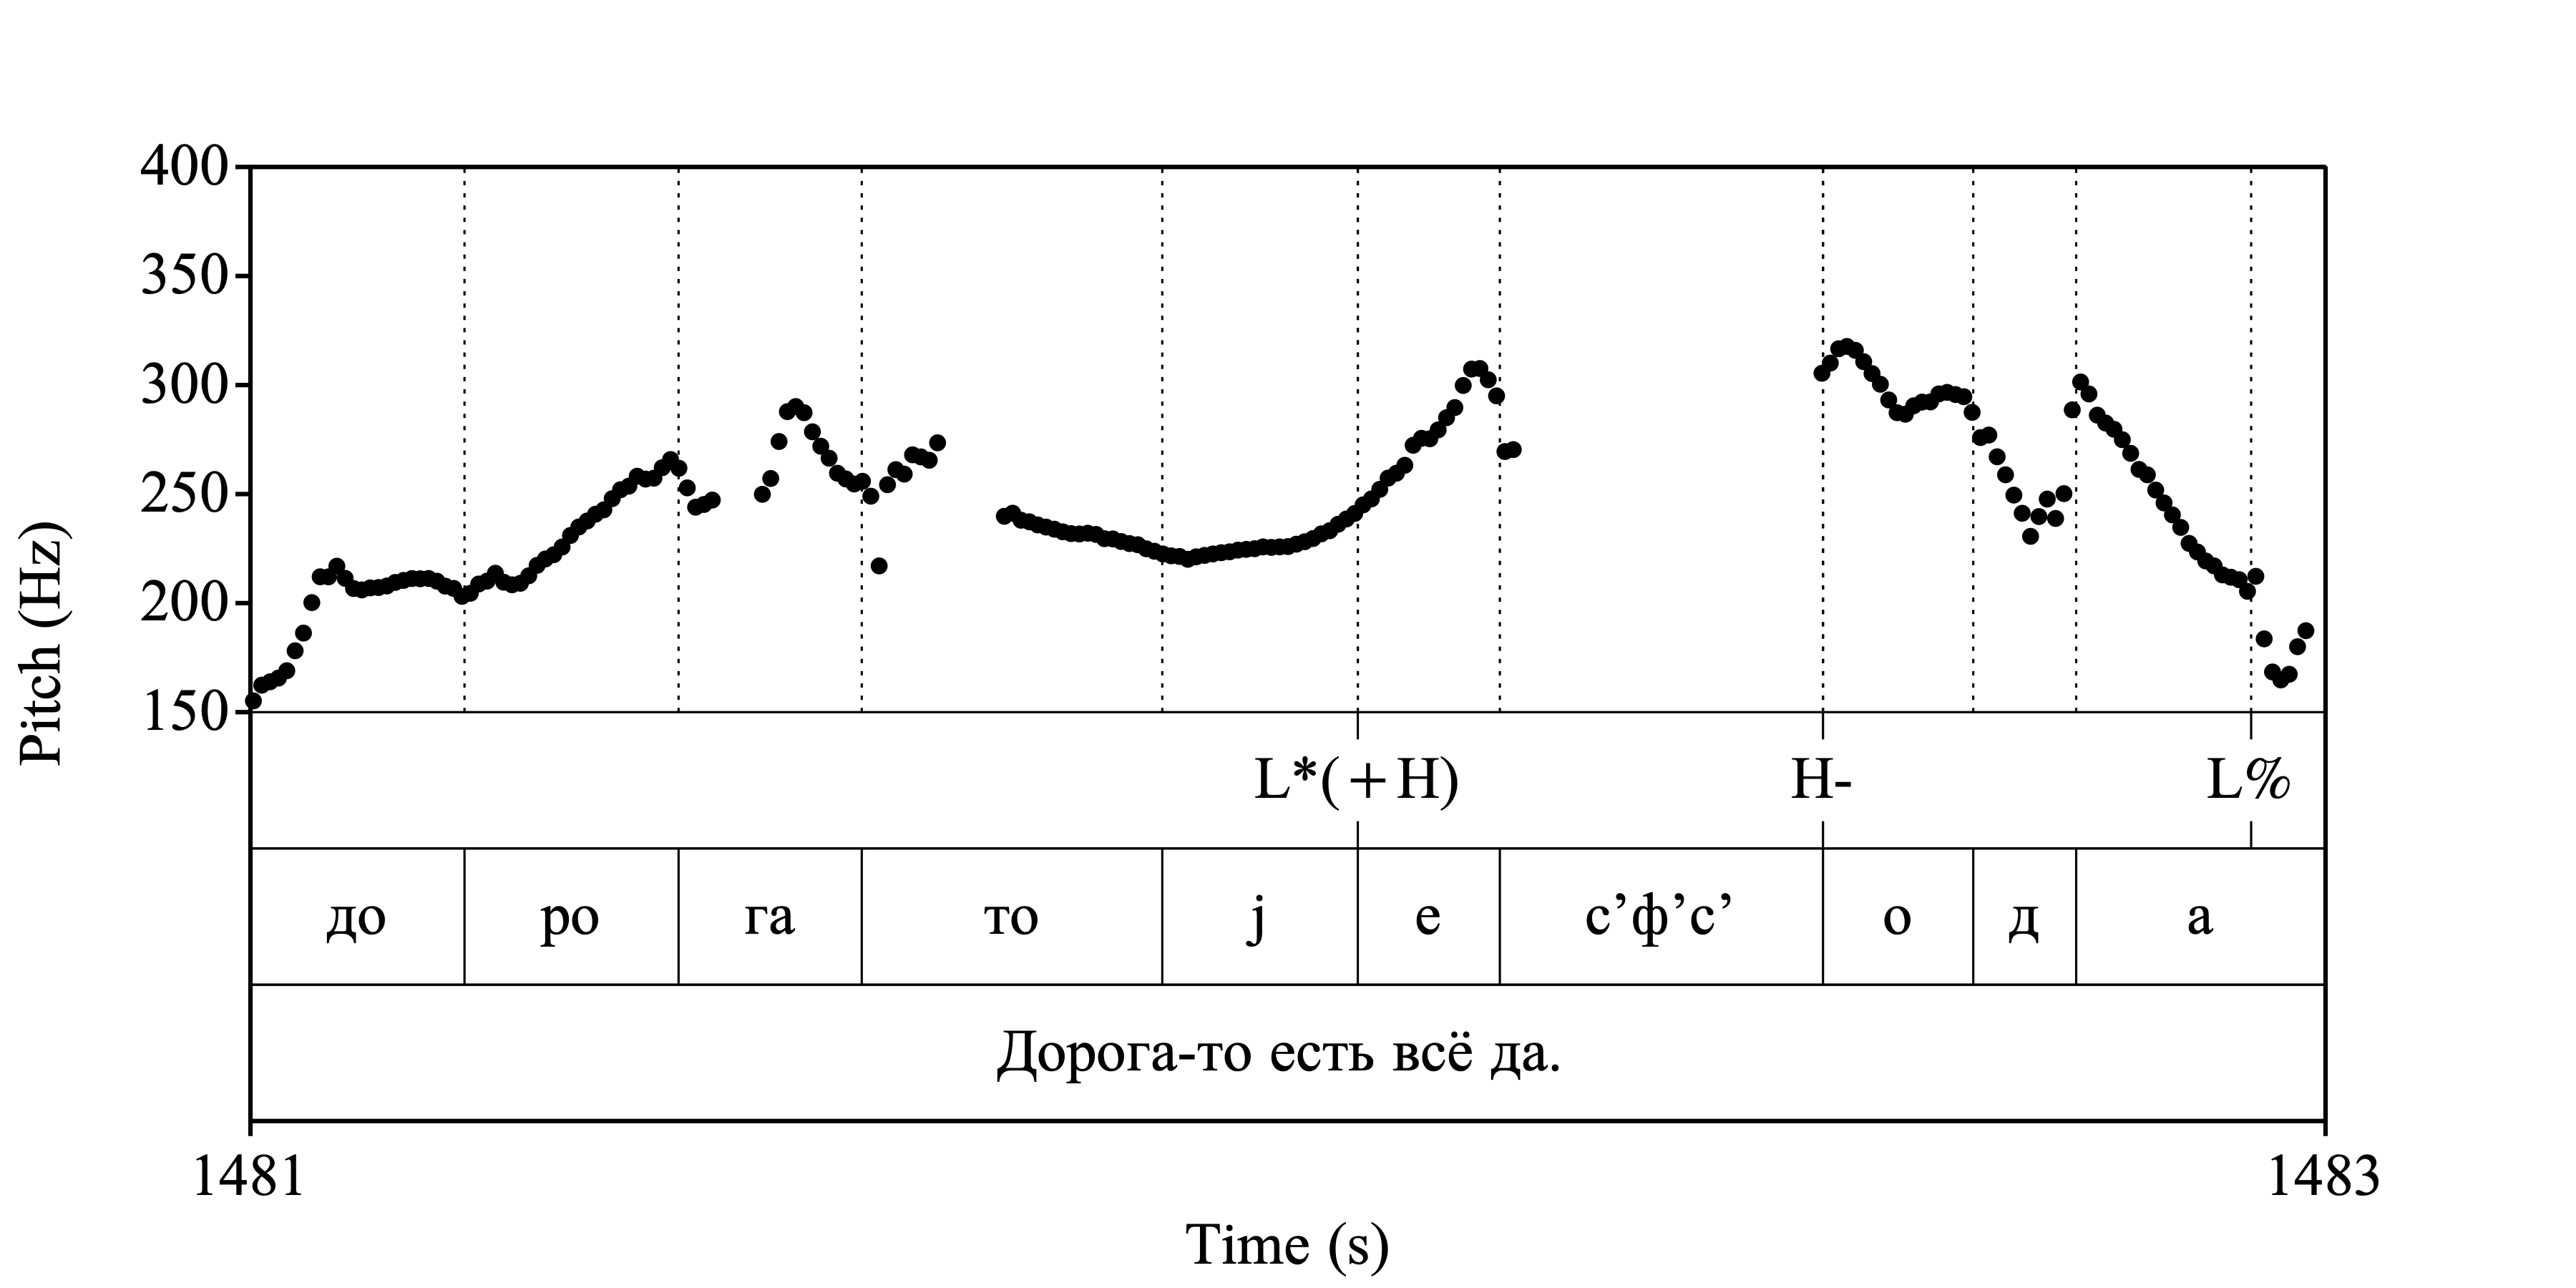 400
350
300
250
200
150
Pitch (Hz)
L*(+H) H- L%
до ро га то j е с’ф’с’ о д а
Дорога-то есть всё да.
1481 1483
Time (s)